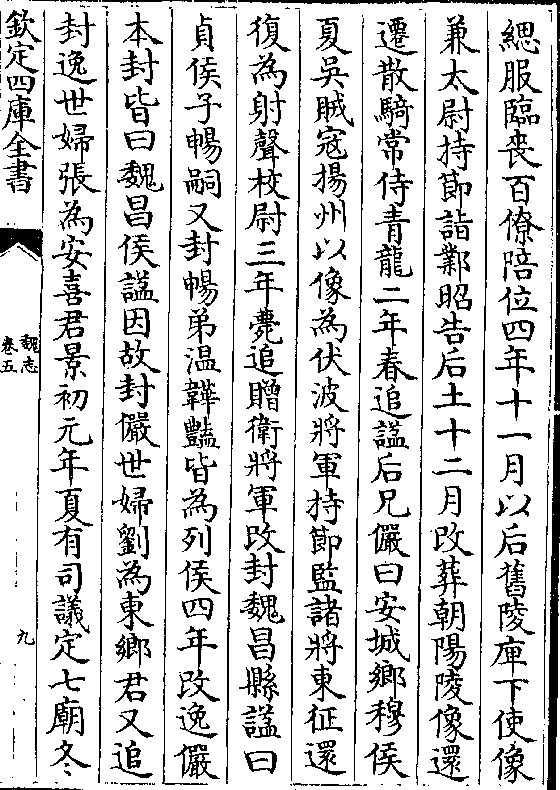 緦服臨䘮百僚陪位四年十一月以后舊陵庳下使像
兼太尉持節詣鄴昭告后土十二月改葬朝陽陵像還
遷散騎常侍青龍二年春追諡后兄儼曰安城鄉穆侯
夏吳賊寇揚州以像為伏波將軍持節監諸將東征還
復為射聲校尉三年薨追贈衛將軍改封魏昌縣諡曰
貞侯子暢嗣又封暢弟溫韡豔皆為列侯四年改逸儼
本封皆曰魏昌侯諡因故封儼世婦劉為東鄉君又追
封逸世婦張為安喜君景初元年夏有司議定七廟冬
欽定四庫全書
魏志
卷五
九